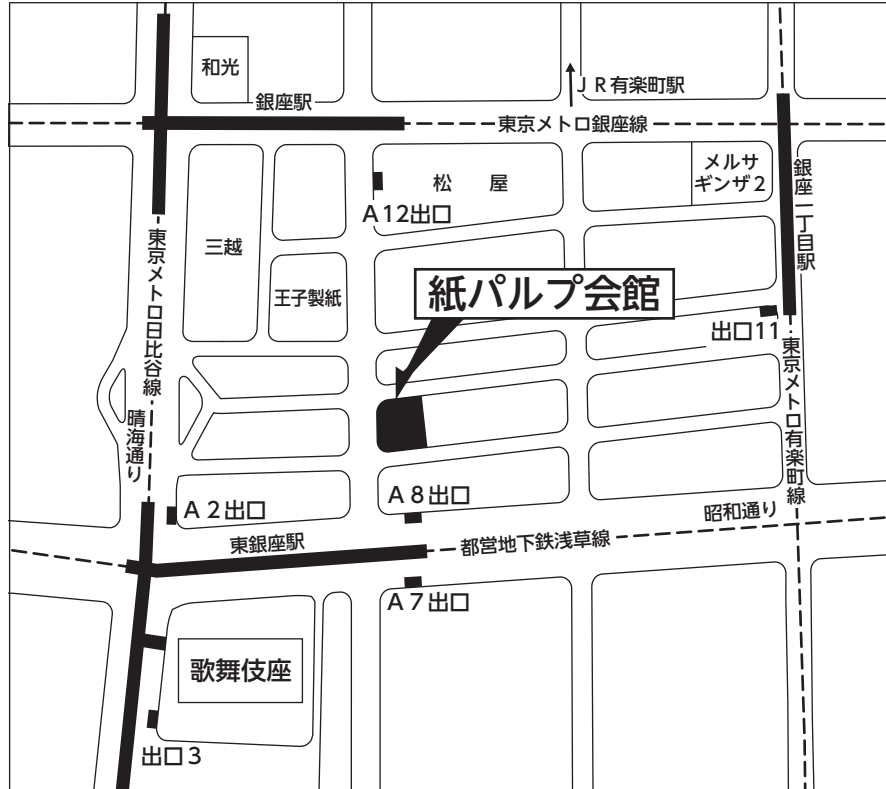 和光
銀座駅
JR有楽町駅
東京メトロ銀座線
メルサ
ギンザ2
松屋
A12出口
銀座一丁目駅
三越
王子製紙
東京メトロ日比谷線
紙パルプ会館
出口11
東京メトロ有楽町線
晴海通り
A2出口
A8出口
昭和通り
東銀座駅
都営地下鉄浅草線
A7出口
歌舞伎座
出口3